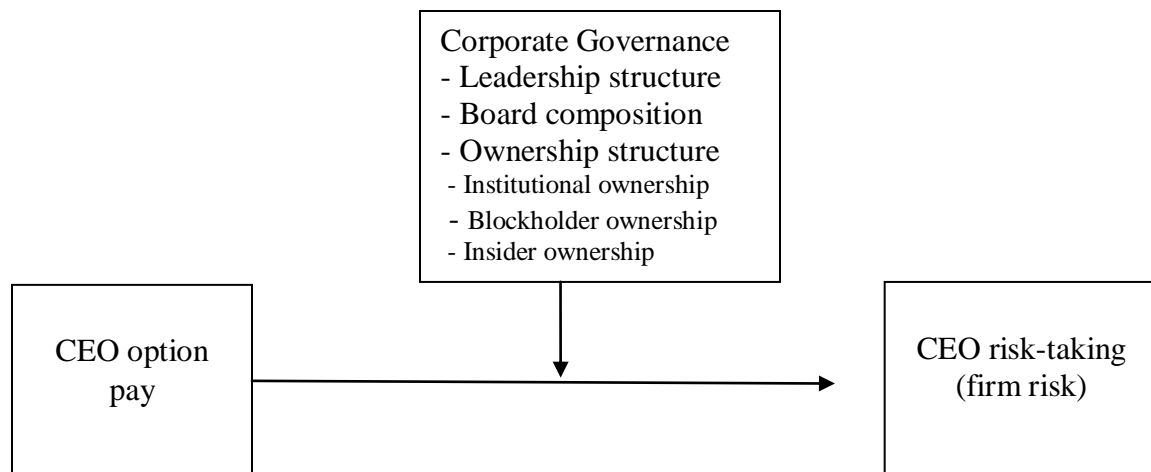 Corporate Governance
- Leadership structure
- Board composition
- Ownership structure
- Institutional ownership
- Blockholder ownership
- Insider ownership
CEO option
pay
CEO risk-taking
(firm risk)